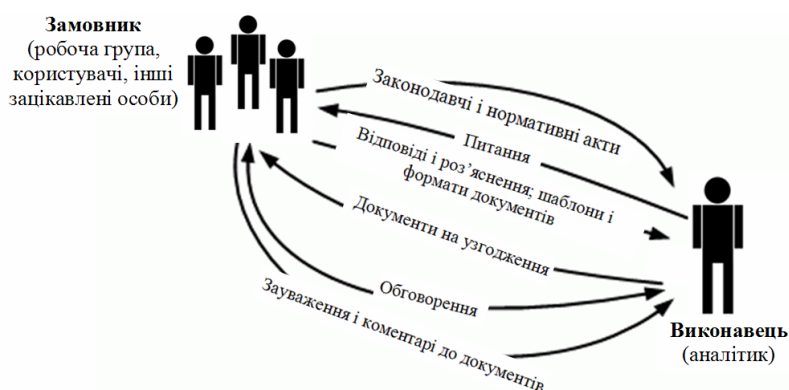 Замовник
(робоча група,
користувачі, інші
зацікавлені особи)
Законодавчі і нормативні акти
Питання
Відповіді і роз’яснення; шаблони і
формати документів
Документи на узгодження
Обговорення
Зауваження і коментарі до документів
Виконавець
(аналітик)